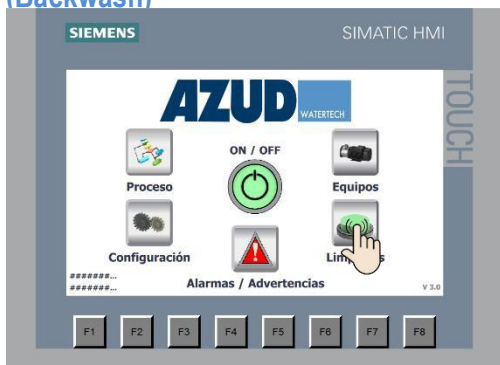 (Backwash)
SIEMENS
SIMATIC HMI
TOUCH
AZUD
WATERTECH
ON / OFF
Proceso
Equipos
Configuración
#######...
#######...
Alarmas / Advertencias
V 3.0
F1 F2 F3 F4 F5 F6 F7 F8